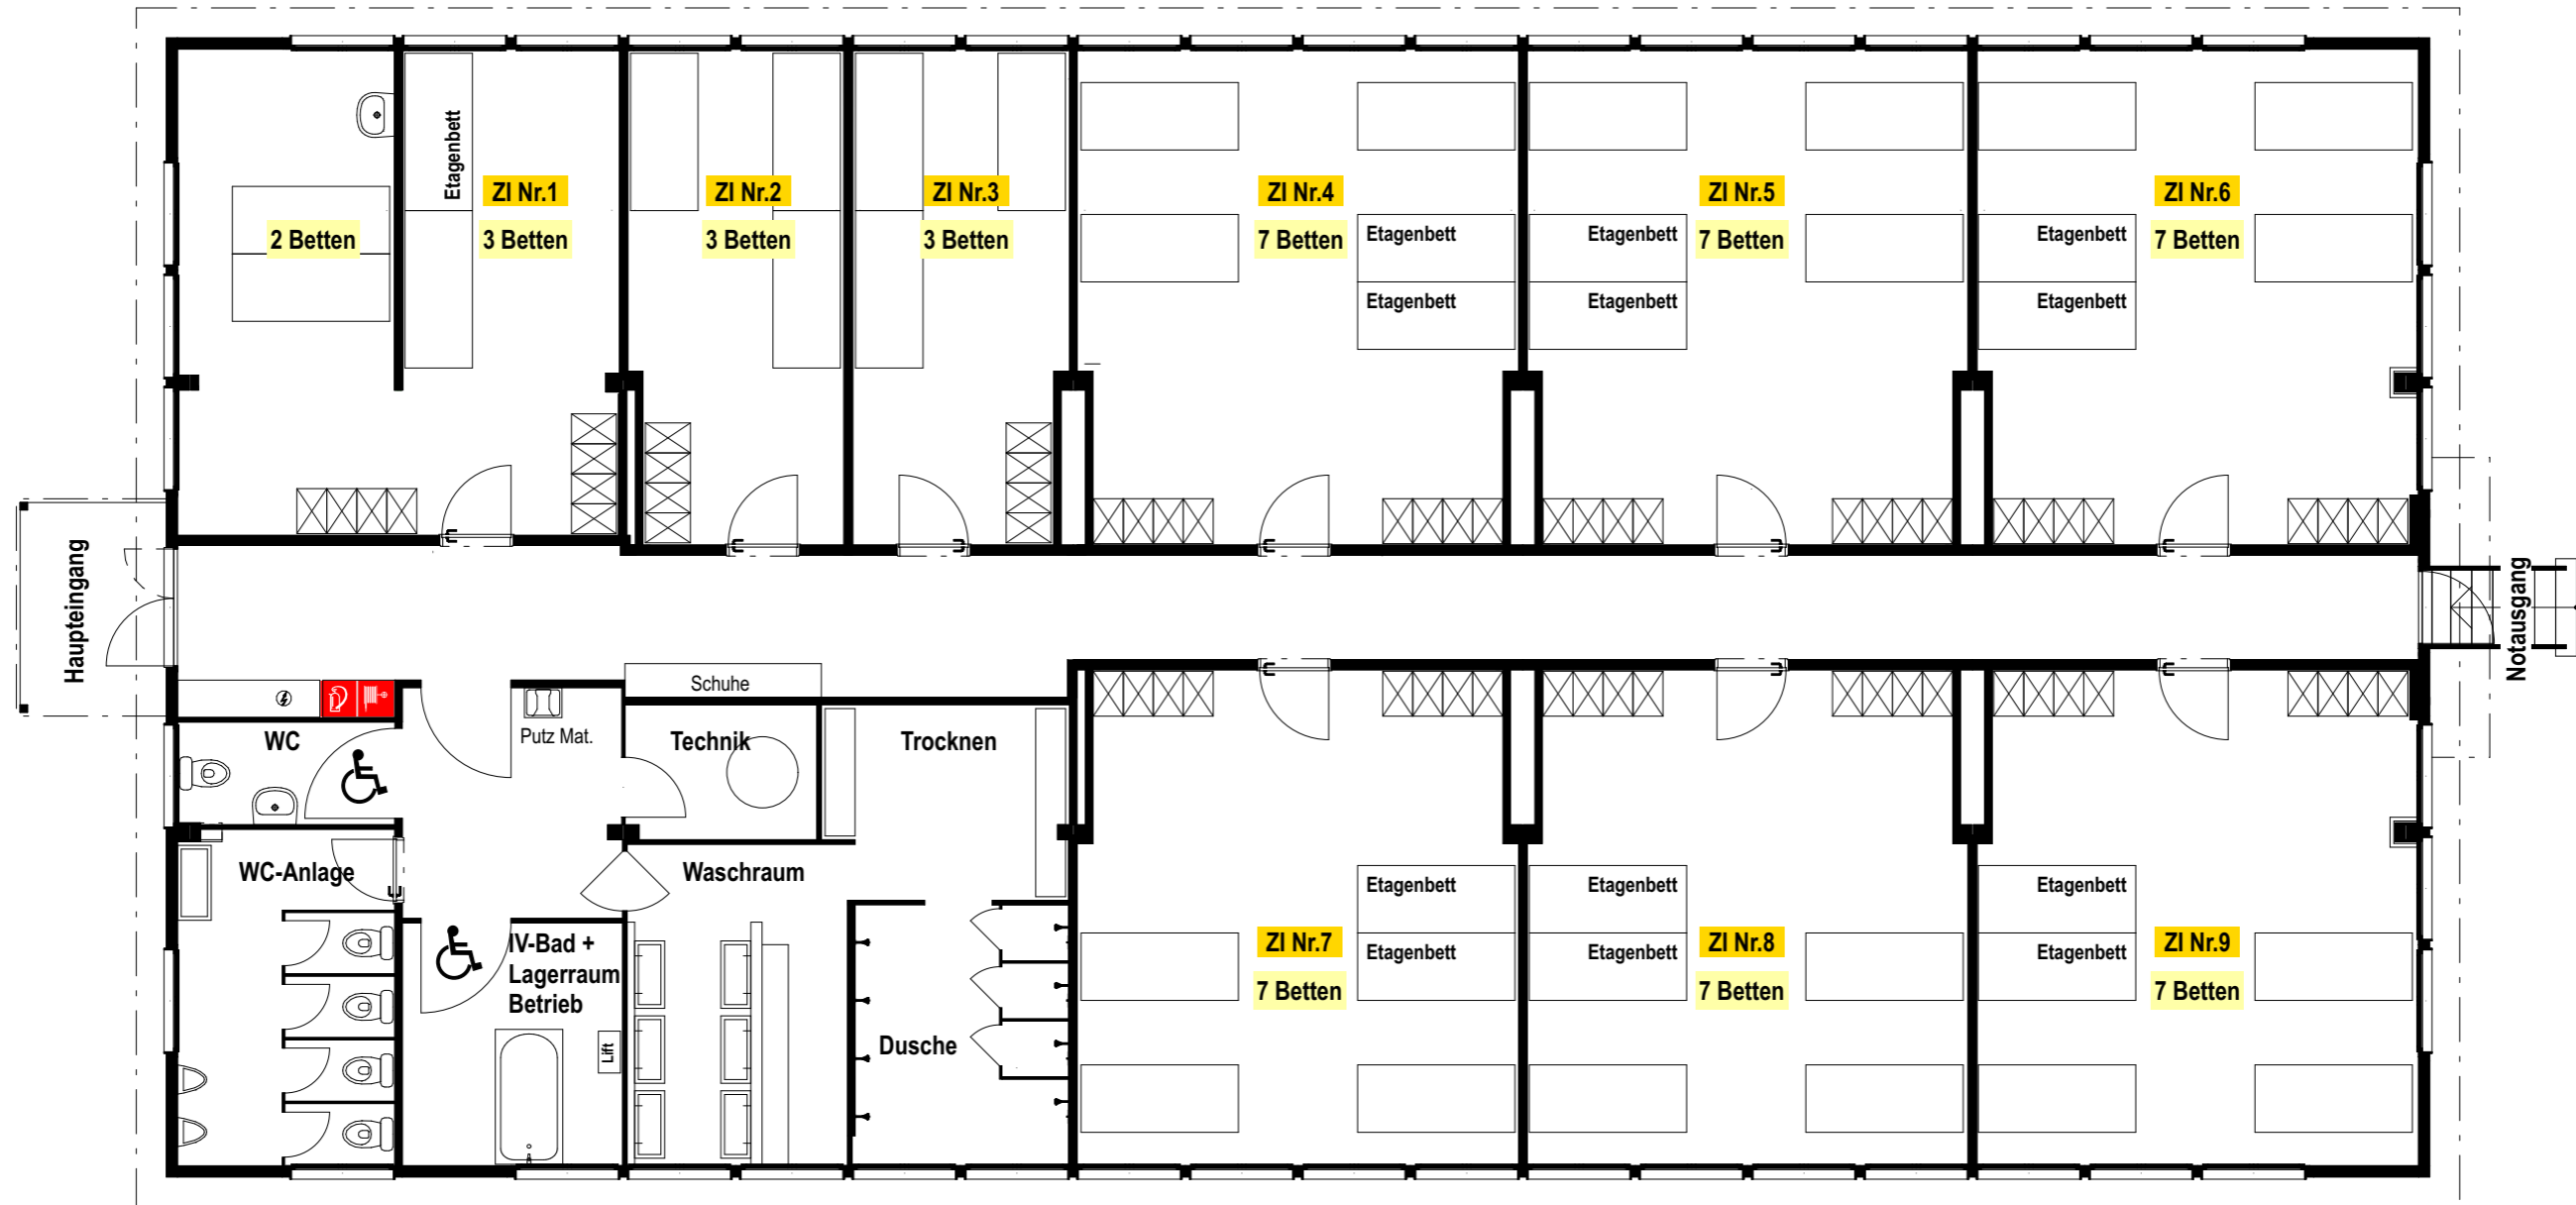 Etagenbett
ZI Nr.1
ZI Nr.2
ZI Nr.3
ZI Nr.4
ZI Nr.5
ZI Nr.6
2 Betten
3 Betten
3 Betten
3 Betten
7 Betten
Etagenbett
Etagenbett
7 Betten
Etagenbett
7 Betten
Etagenbett
Etagenbett
Etagenbett
Haupteingang
Notausgang
Schuhe
WC
Putz Mat.
Technik
Trocknen
WC-Anlage
Waschraum
IV-Bad +
Lagerraum
Betrieb
Lift
Dusche
Etagenbett
Etagenbett
Etagenbett
ZI Nr.7
Etagenbett
Etagenbett
ZI Nr.8
Etagenbett
ZI Nr.9
7 Betten
7 Betten
7 Betten